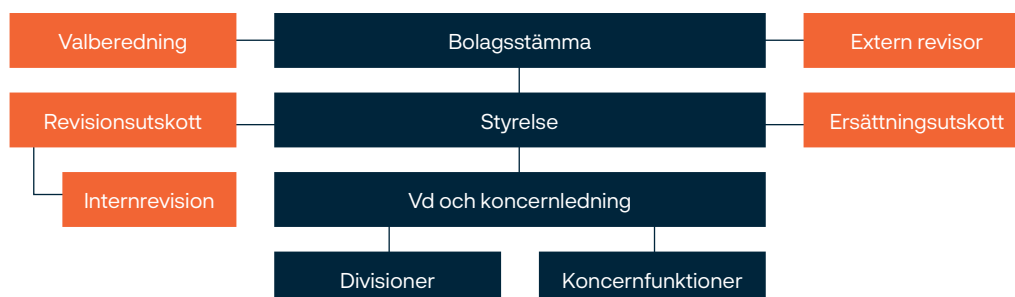 Valberedning
Bolagsstämma
Extern revisor
Revisionsutskott
Styrelse
Ersättningsutskott
Internrevision
Vd och koncernledning
Divisioner
Koncernfunktioner